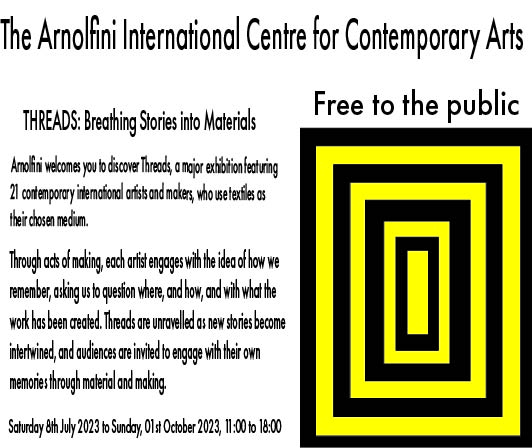 The Arnolfini International Centre for Contemporary Arts
Free to the public
THREADS: Breathing Stories into Materials
Arnolfini welcomes you to discover Threads, a major exhibition featuring
21 contemporary international artists and makers, who use textiles as
their chosen medium.
Through acts of making, each artist engages with the idea of how we
remember, asking us to question where, and how, and with what the
work has been created. Threads are unravelled as new stories become
intertwined, and audiences are invited to engage with their own
memories through material and making.
Saturday 8th July 2023 to Sunday, 01st October 2023, 11:00 to 18:00